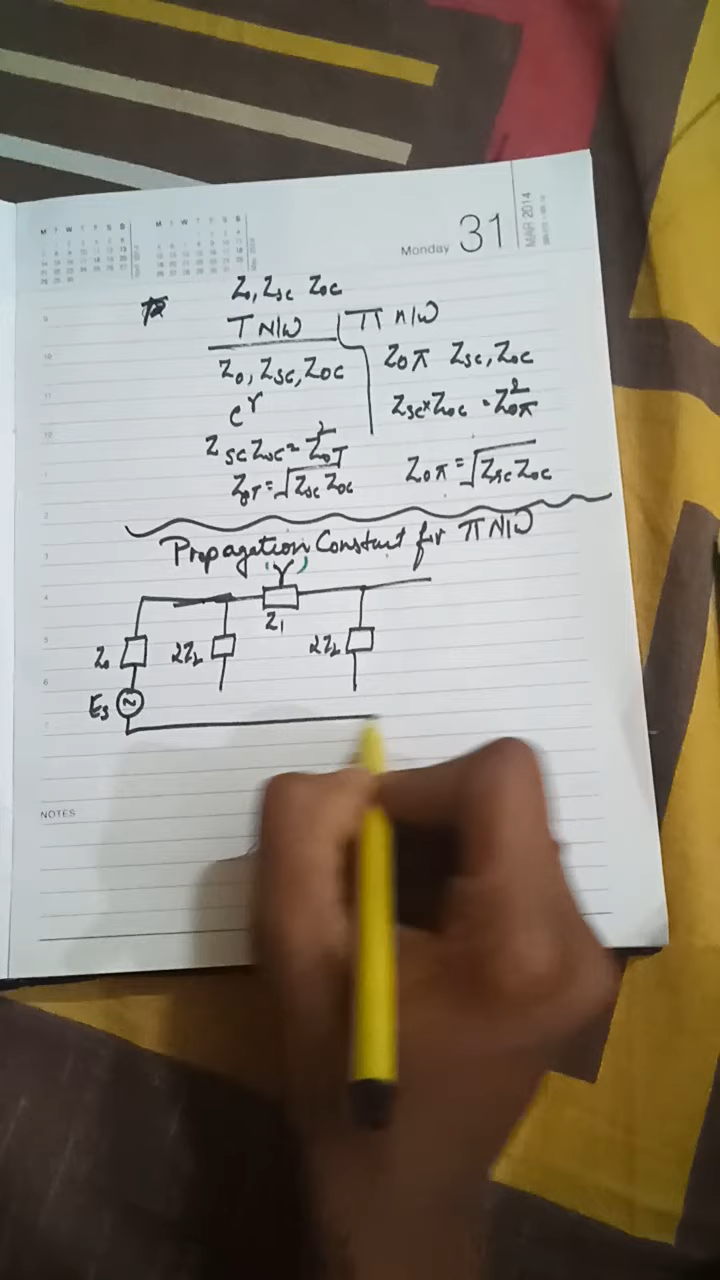 Monday 31
MAR 2014
Z₀, Zsc Zoc
T N/W
π N/W
Z₀, Zsc, Zoc
Z₀π Zsc, Zoc
e^γ
Zsc × Zoc = Z₀π²
Zsc Zoc = Z₀T²
Z₀T = √Zsc Zoc
Z₀π = √Zsc Zoc
Propagation Constant for π N/W
'γ'
Z₁
Z₀
2Z₂
2Z₂
Es
NOTES